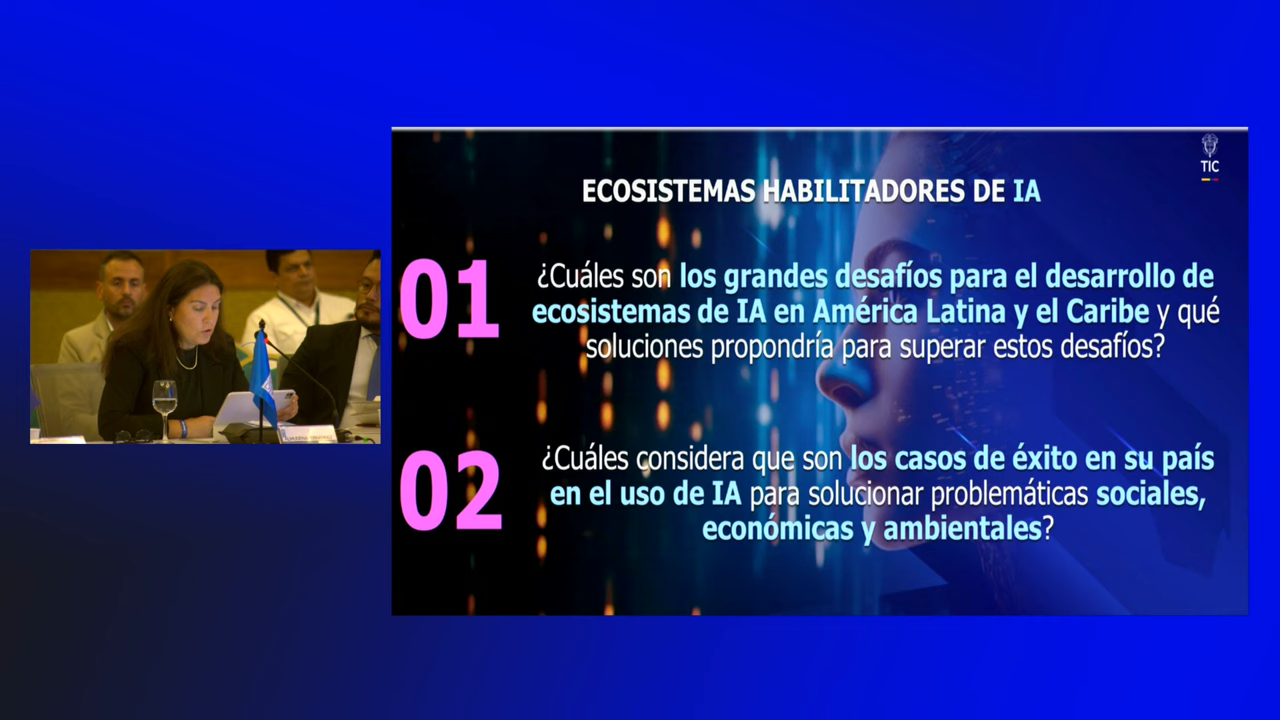 TIC
ECOSISTEMAS HABILITADORES DE IA
01
¿Cuáles son los grandes desafíos para el desarrollo de
ecosistemas de IA en América Latina y el Caribe y qué
soluciones propondría para superar estos desafíos?
02
¿Cuáles considera que son los casos de éxito en su país
en el uso de IA para solucionar problemáticas sociales,
económicas y ambientales?